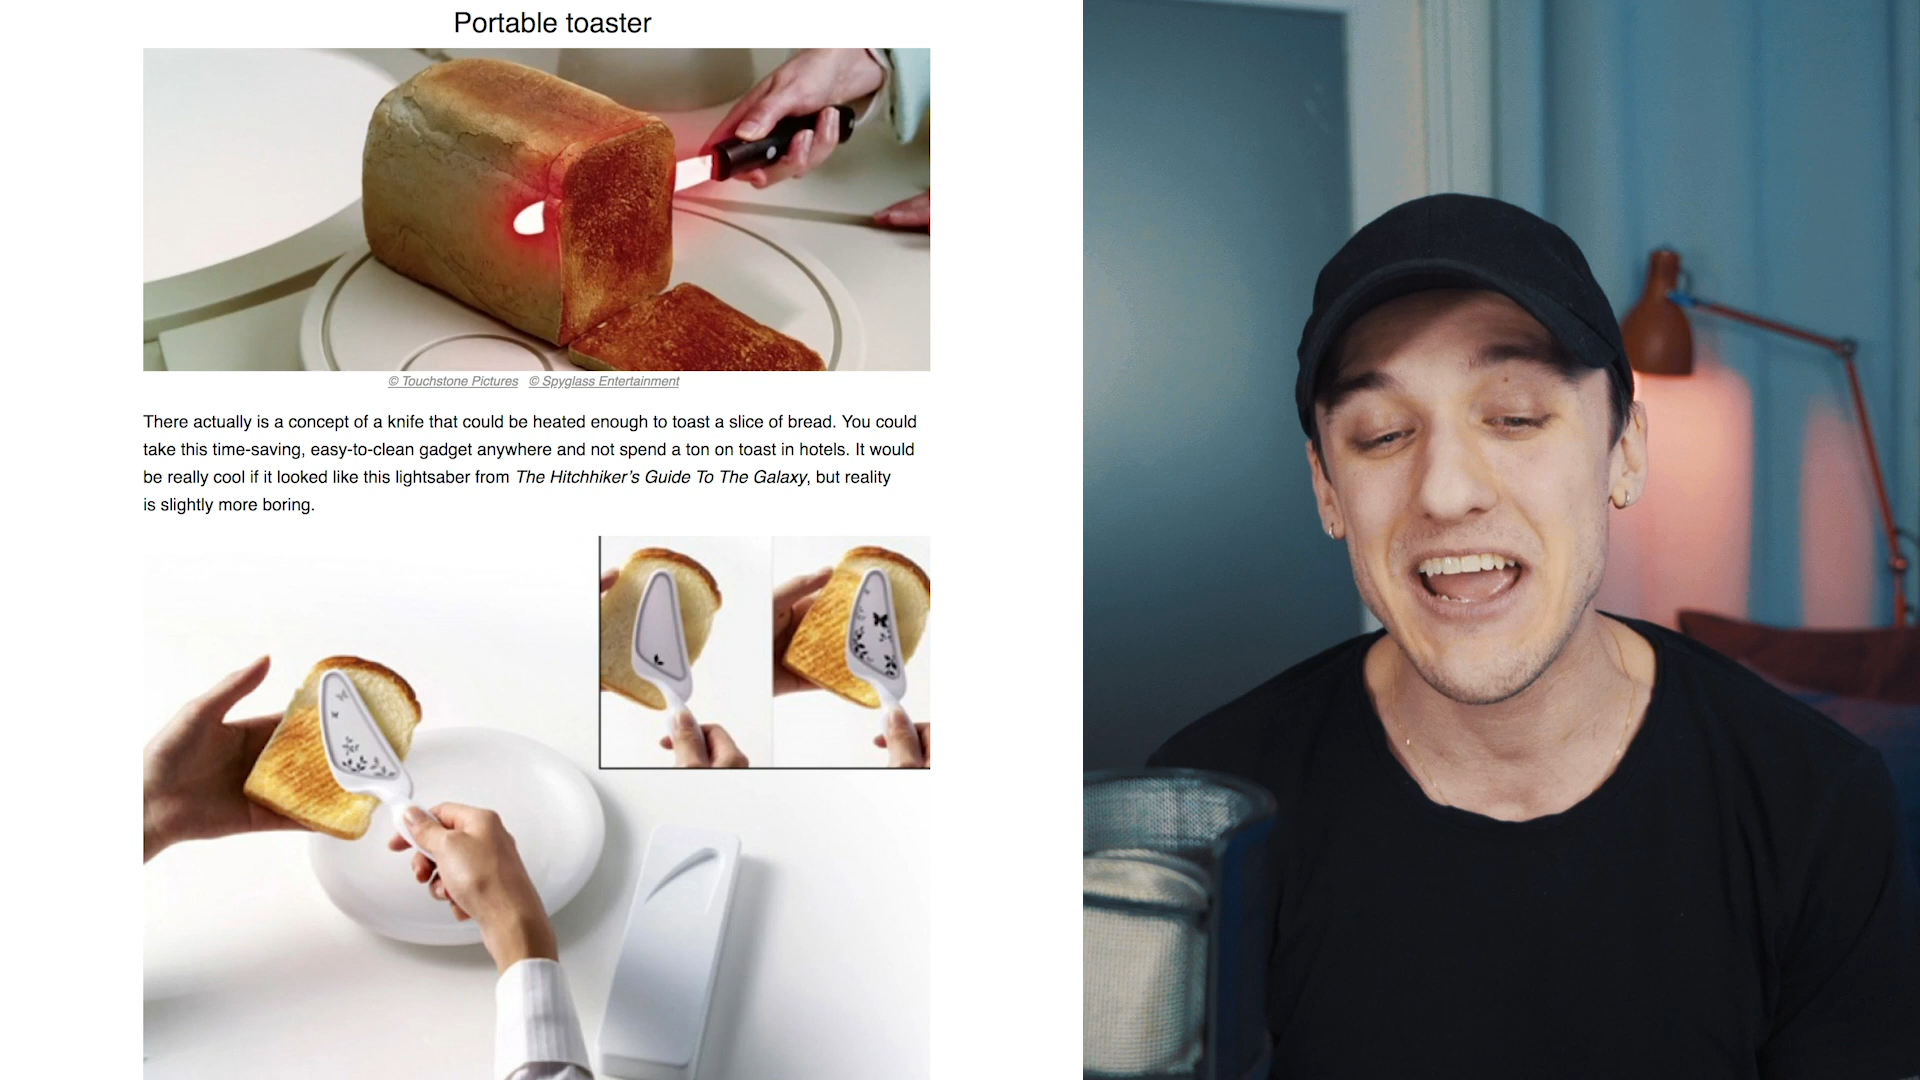 Portable toaster
© Touchstone Pictures © Spyglass Entertainment
There actually is a concept of a knife that could be heated enough to toast a slice of bread. You could
take this time-saving, easy-to-clean gadget anywhere and not spend a ton on toast in hotels. It would
be really cool if it looked like this lightsaber from The Hitchhiker’s Guide To The Galaxy, but reality
is slightly more boring.